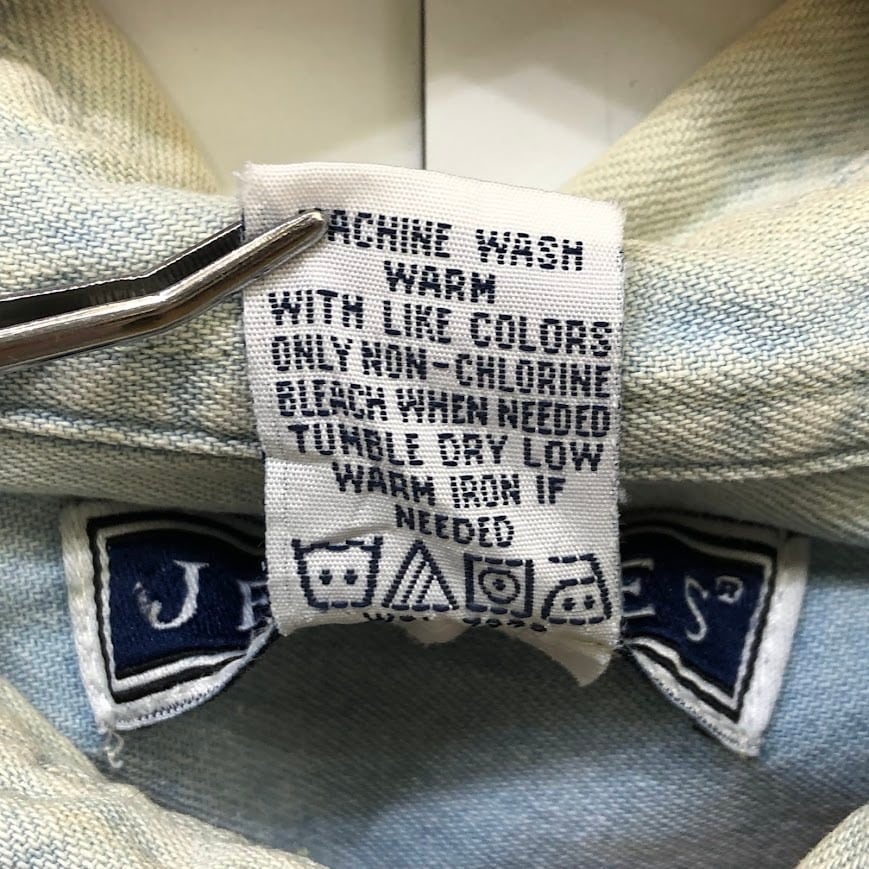 MACHINE WASH
WARM
WITH LIKE COLORS
ONLY NON-CHLORINE
BLEACH WHEN NEEDED
TUMBLE DRY LOW
WARM IRON IF
NEEDED